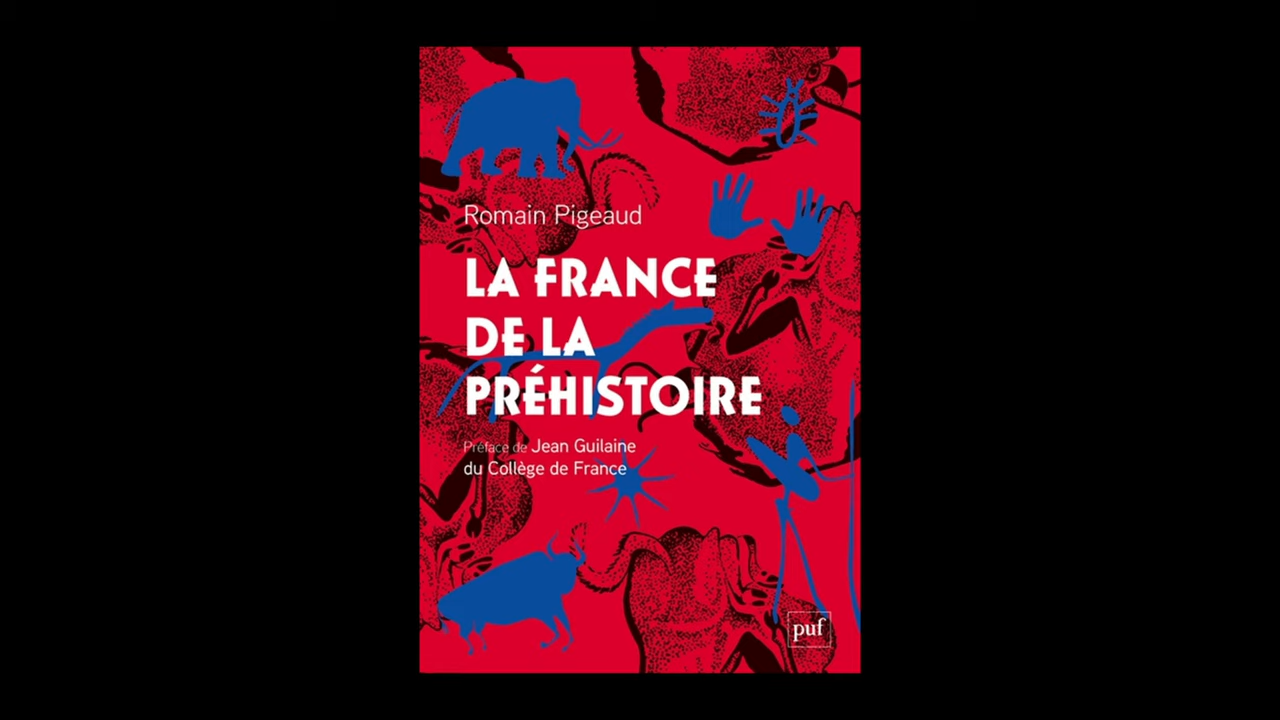 Romain Pigeaud
LA FRANCE
DE LA
PRÉHISTOIRE
Préface de Jean Guilaine
du Collège de France
puf